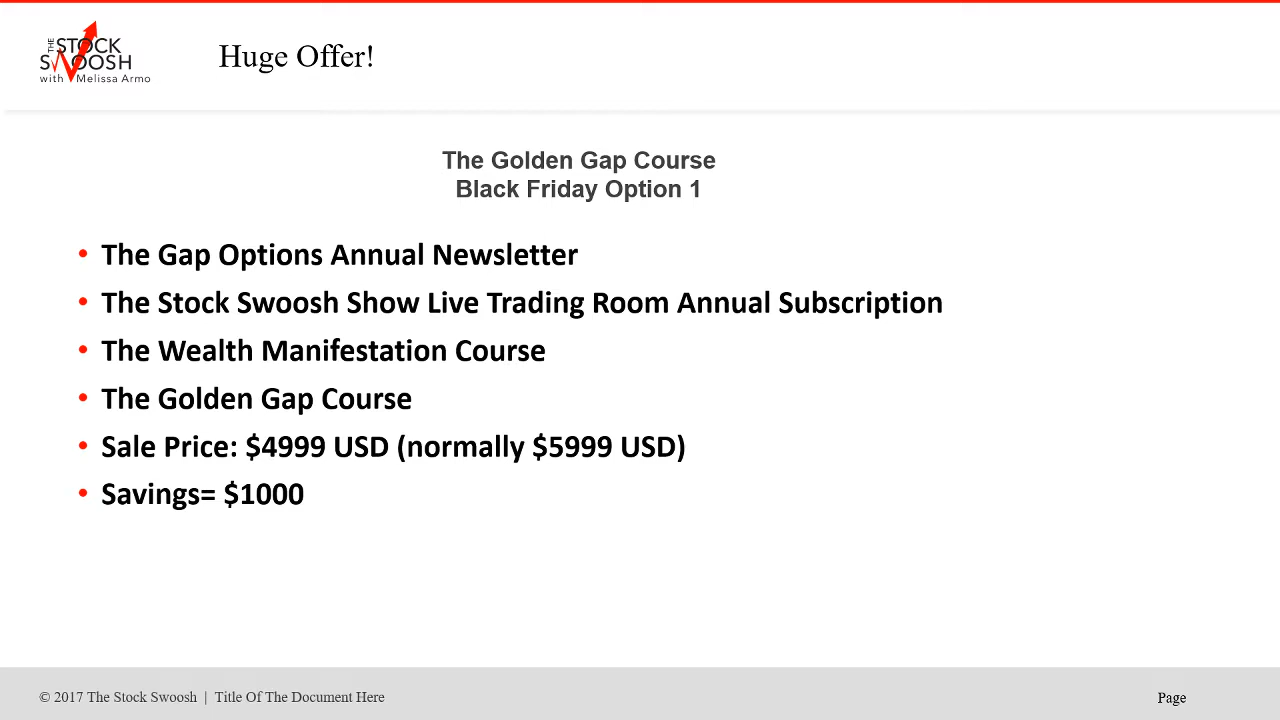 THE STOCK
SWOOSH
with Melissa Armo
Huge Offer!
The Golden Gap Course
Black Friday Option 1
• The Gap Options Annual Newsletter
• The Stock Swoosh Show Live Trading Room Annual Subscription
• The Wealth Manifestation Course
• The Golden Gap Course
• Sale Price: $4999 USD (normally $5999 USD)
• Savings= $1000
© 2017 The Stock Swoosh | Title Of The Document Here
Page